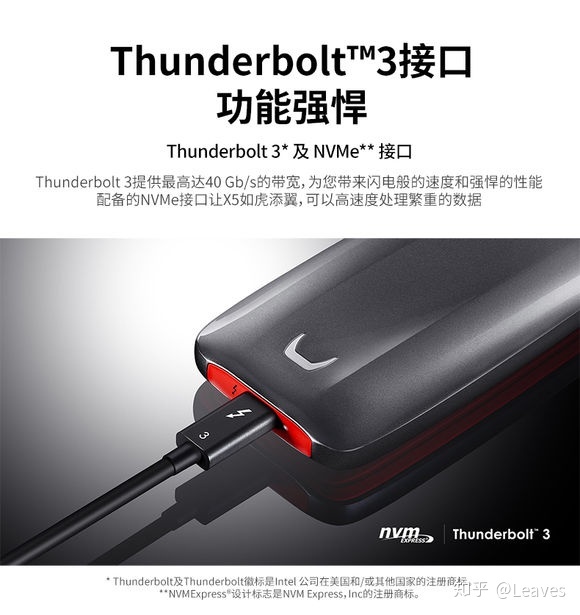 Thunderbolt™3接口
功能强悍
Thunderbolt 3* 及 NVMe** 接口
Thunderbolt 3提供最高达40 Gb/s的带宽,为您带来闪电般的速度和强悍的性能
配备的NVMe接口让X5如虎添翼,可以高速度处理繁重的数据
3
nvm EXPRESS™ | Thunderbolt™ 3
* Thunderbolt及Thunderbolt徽标是Intel 公司在美国和/或其他国家的注册商标.
**NVMExpress®设计标志是NVM Express, Inc的注册商标。
知乎 @Leaves